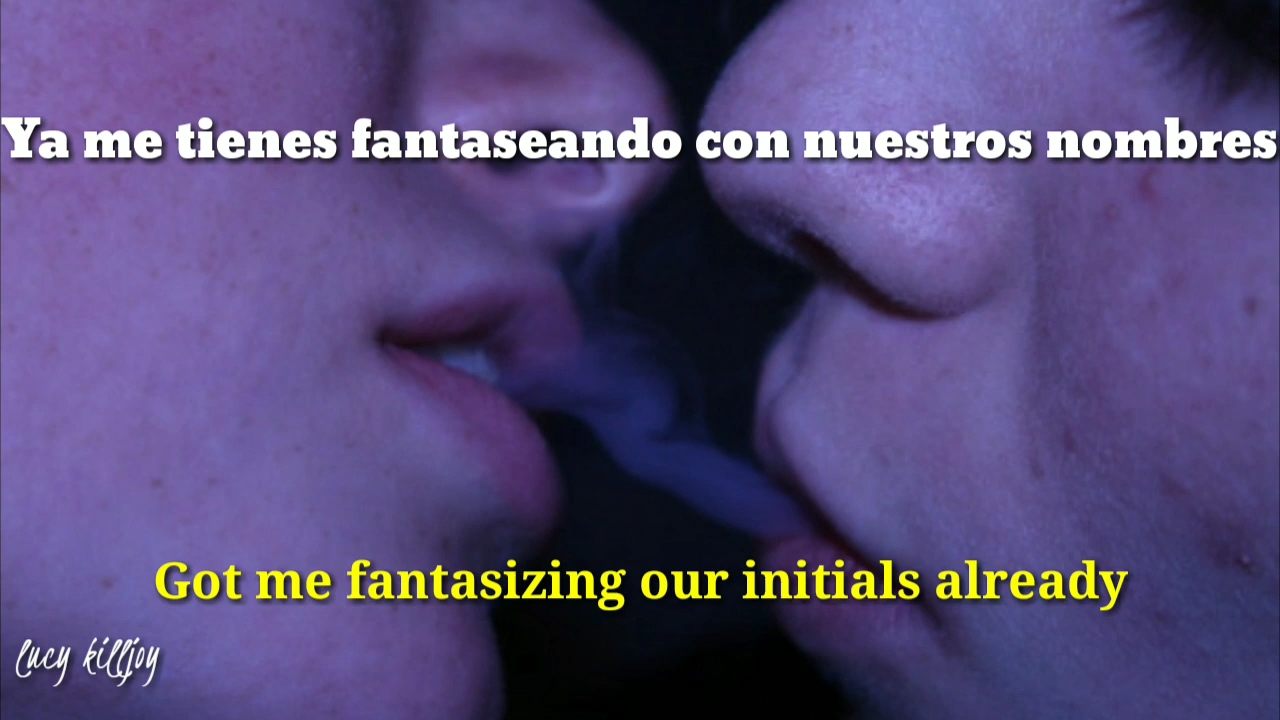 Ya me tienes fantaseando con nuestros nombres
Got me fantasizing our initials already
lucy killjoy